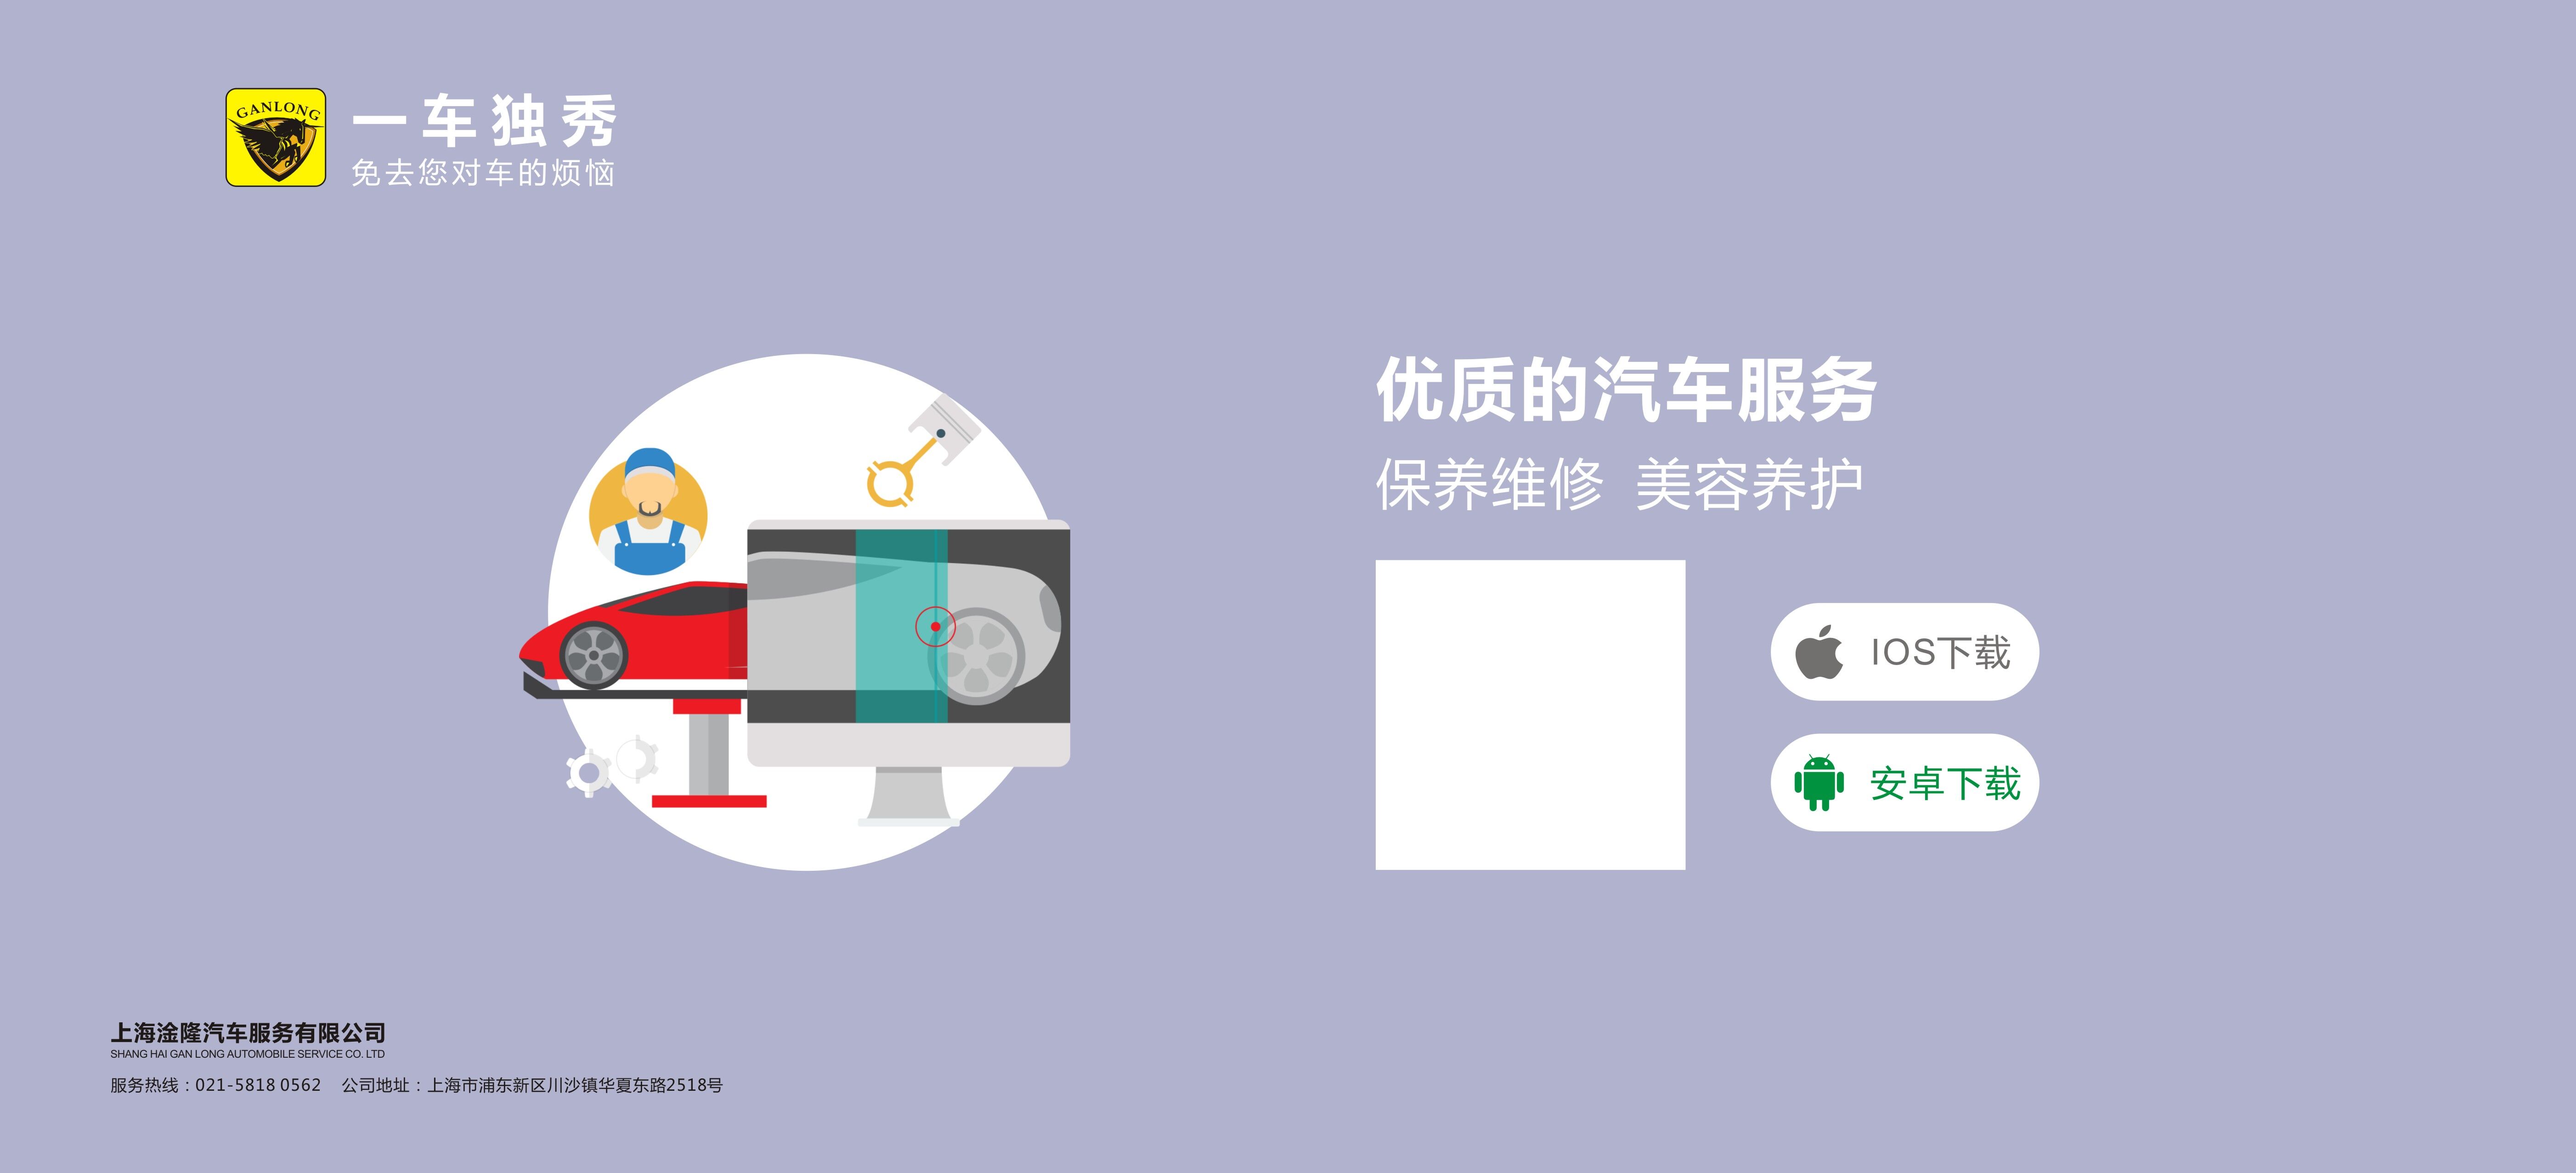 GANLONG
一车独秀
免去您对车的烦恼
优质的汽车服务
保养维修 美容养护
IOS下载
安卓下载
上海淦隆汽车服务有限公司
SHANG HAI GAN LONG AUTOMOBILE SERVICE CO. LTD
服务热线：021-5818 0562 公司地址：上海市浦东新区川沙镇华夏东路2518号